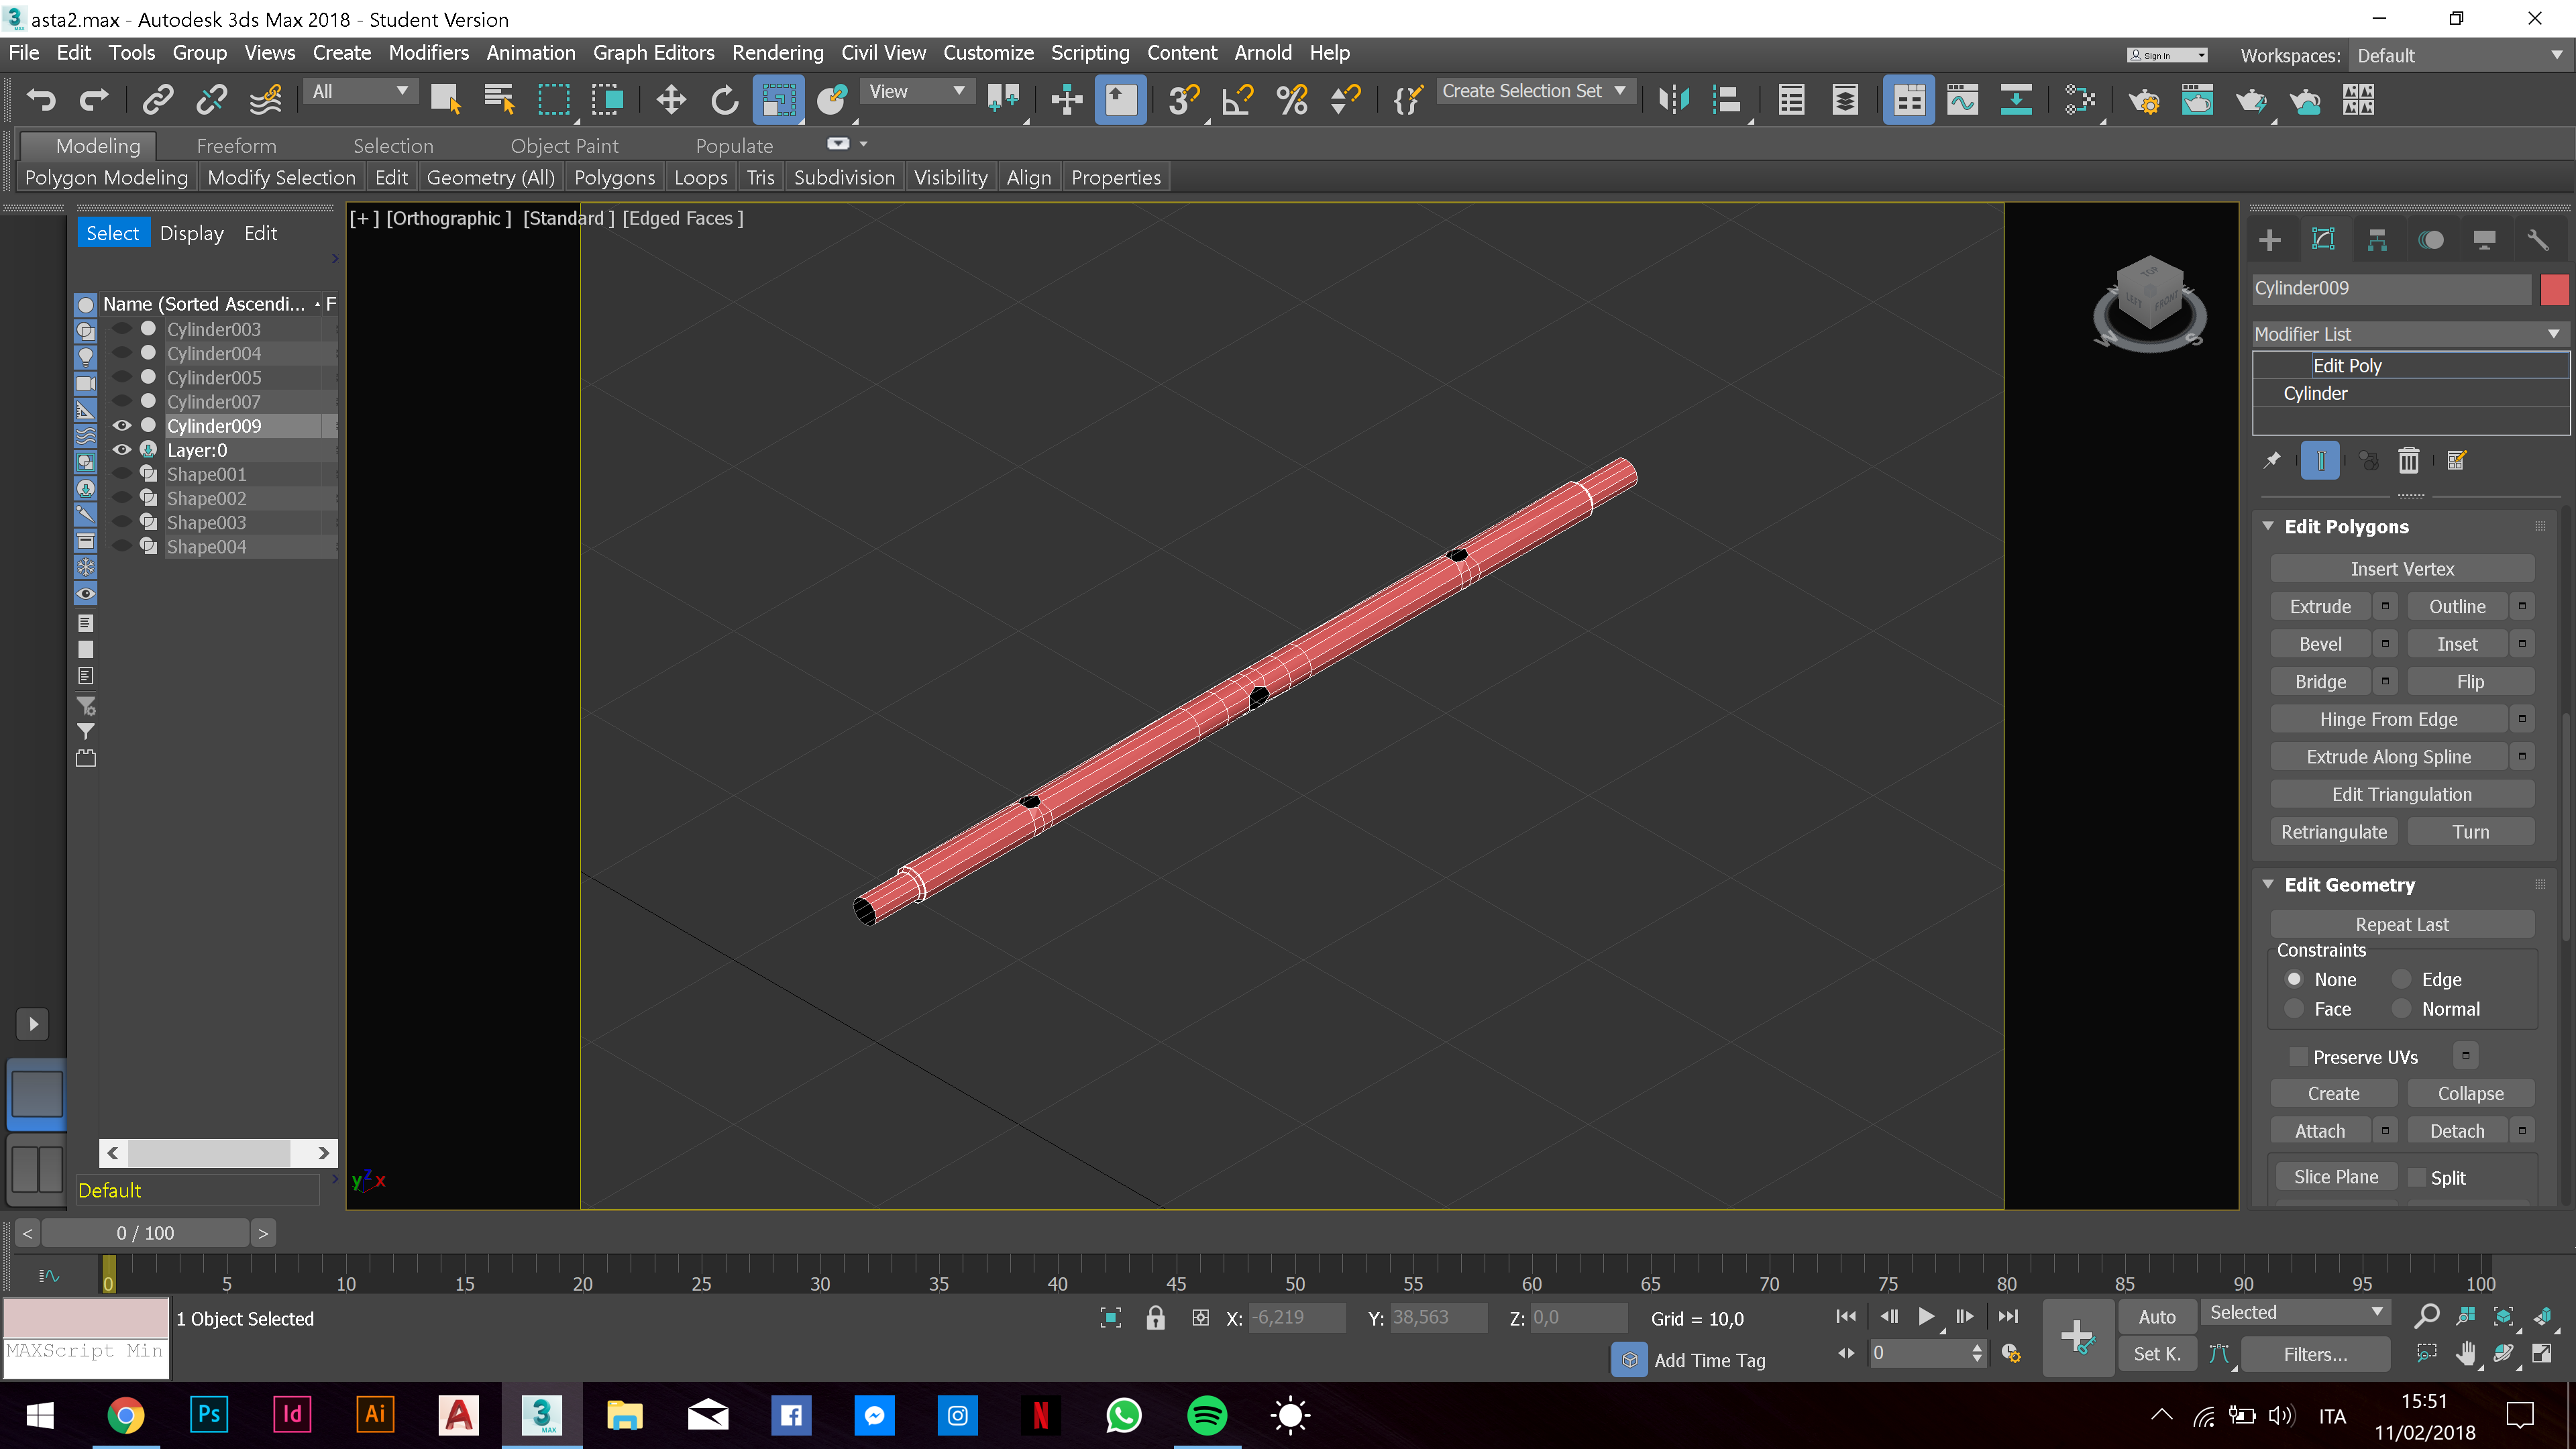 asta2.max - Autodesk 3ds Max 2018 - Student Version
File Edit Tools Group Views Create Modifiers Animation Graph Editors Rendering Civil View Customize Scripting Content Arnold Help
Sign In
Workspaces: Default
All
View
Create Selection Set
Modeling Freeform Selection Object Paint Populate
Polygon Modeling Modify Selection Edit Geometry (All) Polygons Loops Tris Subdivision Visibility Align Properties
Select Display Edit
Name (Sorted Ascendi... F
Cylinder003
Cylinder004
Cylinder005
Cylinder007
Cylinder009
Layer:0
Shape001
Shape002
Shape003
Shape004
Default
[+ ] [Orthographic ] [Standard ] [Edged Faces ]
TOP
LEFT FRONT
W S
y z x
Cylinder009
Modifier List
Edit Poly
Cylinder
Edit Polygons
Insert Vertex
Extrude Outline
Bevel Inset
Bridge Flip
Hinge From Edge
Extrude Along Spline
Edit Triangulation
Retriangulate Turn
Edit Geometry
Repeat Last
Constraints
None Edge
Face Normal
Preserve UVs
Create Collapse
Attach Detach
Slice Plane Split
< 0 / 100 >
0 5 10 15 20 25 30 35 40 45 50 55 60 65 70 75 80 85 90 95 100
1 Object Selected
MAXScript Min
X: -6,219 Y: 38,563 Z: 0,0 Grid = 10,0
Add Time Tag
0
Auto Selected
Set K. Filters...
Ps Id Ai A 3 MAX N
ITA
15:51
11/02/2018